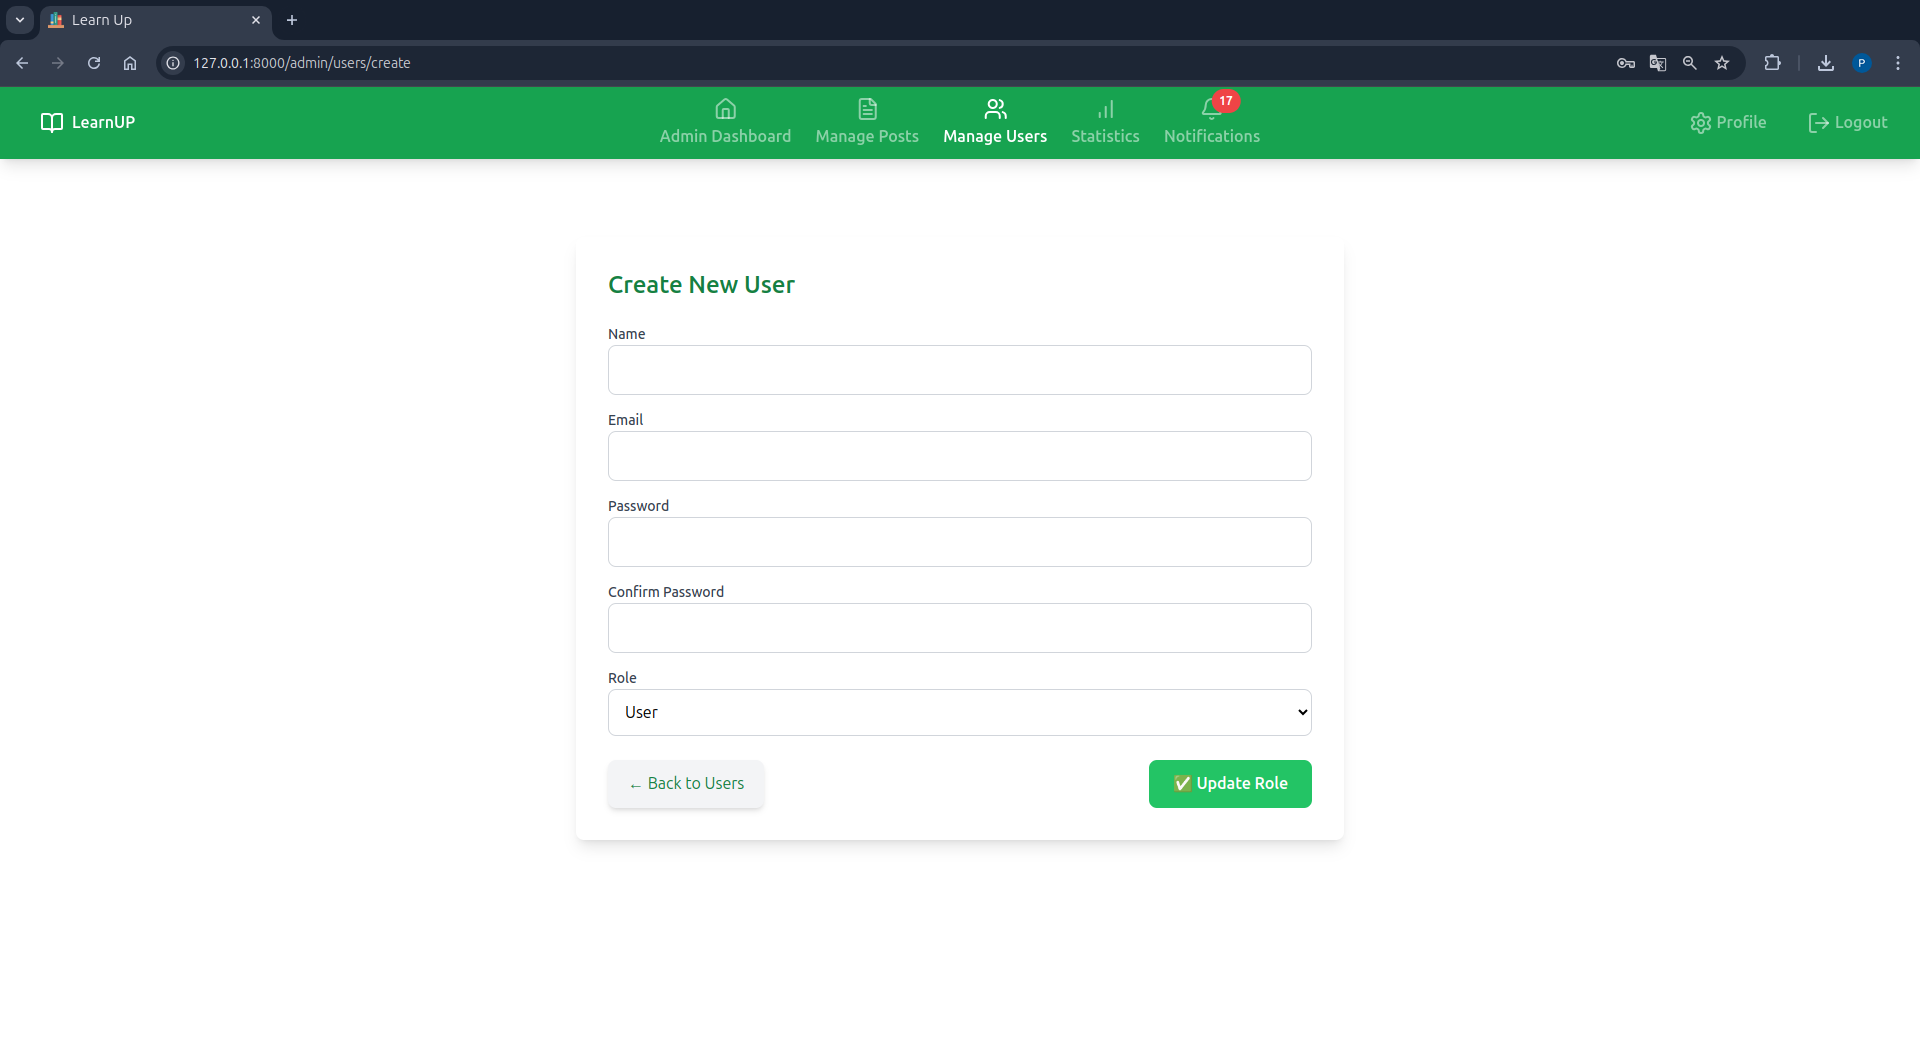 Learn Up
127.0.0.1:8000/admin/users/create
P
LearnUP
Admin Dashboard
Manage Posts
Manage Users
Statistics
17
Notifications
Profile
Logout
Create New User
Name
Email
Password
Confirm Password
Role
User
← Back to Users
✅ Update Role